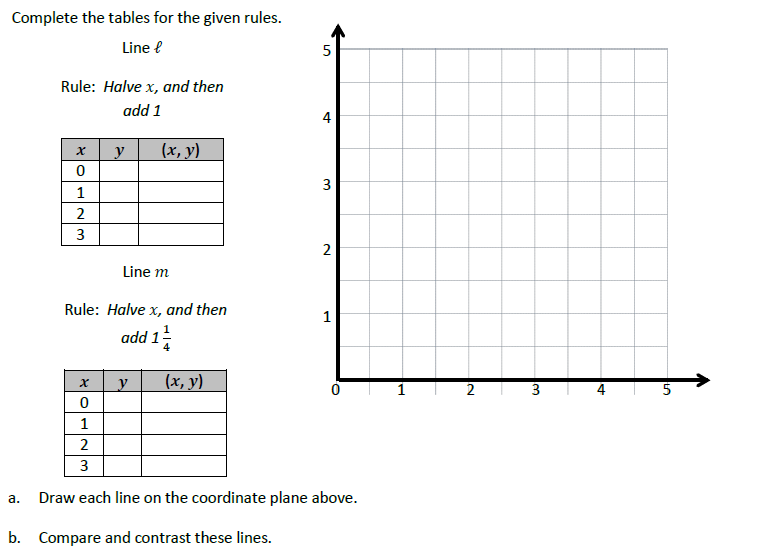 Complete the tables for the given rules.
Line ℓ
Rule: Halve x, and then
add 1
x y (x, y)
0
1
2
3
Line m
Rule: Halve x, and then
add 1 1/4
x y (x, y)
0
1
2
3
5
4
3
2
1
0 1 2 3 4 5
a. Draw each line on the coordinate plane above.
b. Compare and contrast these lines.